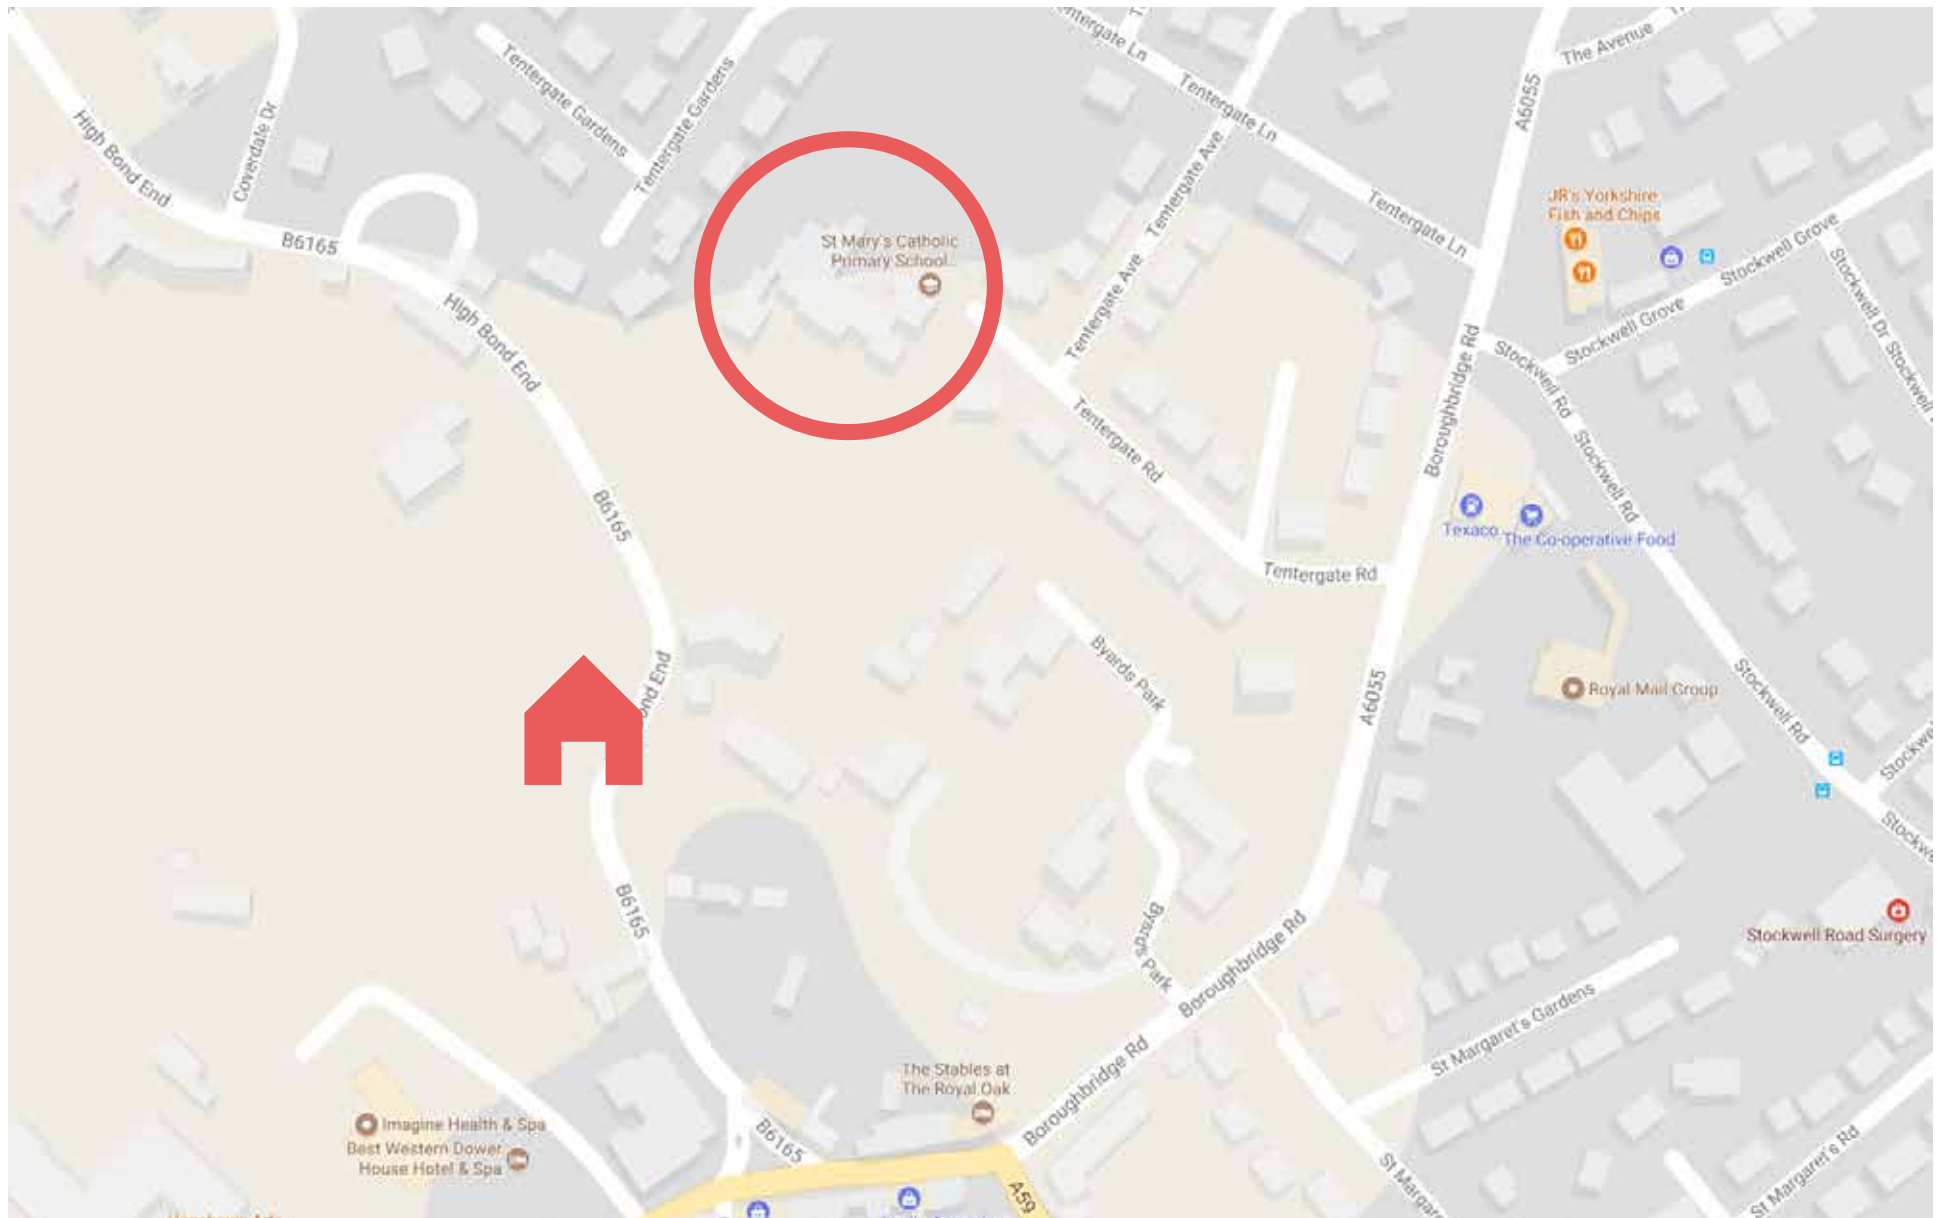 Tentergate Gardens
Tentergate Gardens
Tentergate Ln
The Avenue
A6055
High Bond End
Coverdale Dr
Tentergate Ave
Tentergate Ln
JR's Yorkshire
Fish and Chips
B6165
St Mary's Catholic
Primary School...
Tentergate Ave
Tentergate Ln
Stockwell Grove
Stockwell Grove
Stockwell Dr
High Bond End
Tentergate Ave
Boroughbridge Rd
Stockwell Rd
Tentergate Rd
Stockwell Rd
B6165
Texaco
The Co-operative Food
Tentergate Rd
Byards Park
A6055
Royal Mail Group
Stockwell Rd
B6165
Byards Park
Boroughbridge Rd
Stockwell Road Surgery
St Margaret's Gardens
The Stables at
The Royal Oak
Boroughbridge Rd
Imagine Health & Spa
Best Western Dower
House Hotel & Spa
B6165
A59
St Margaret's Rd